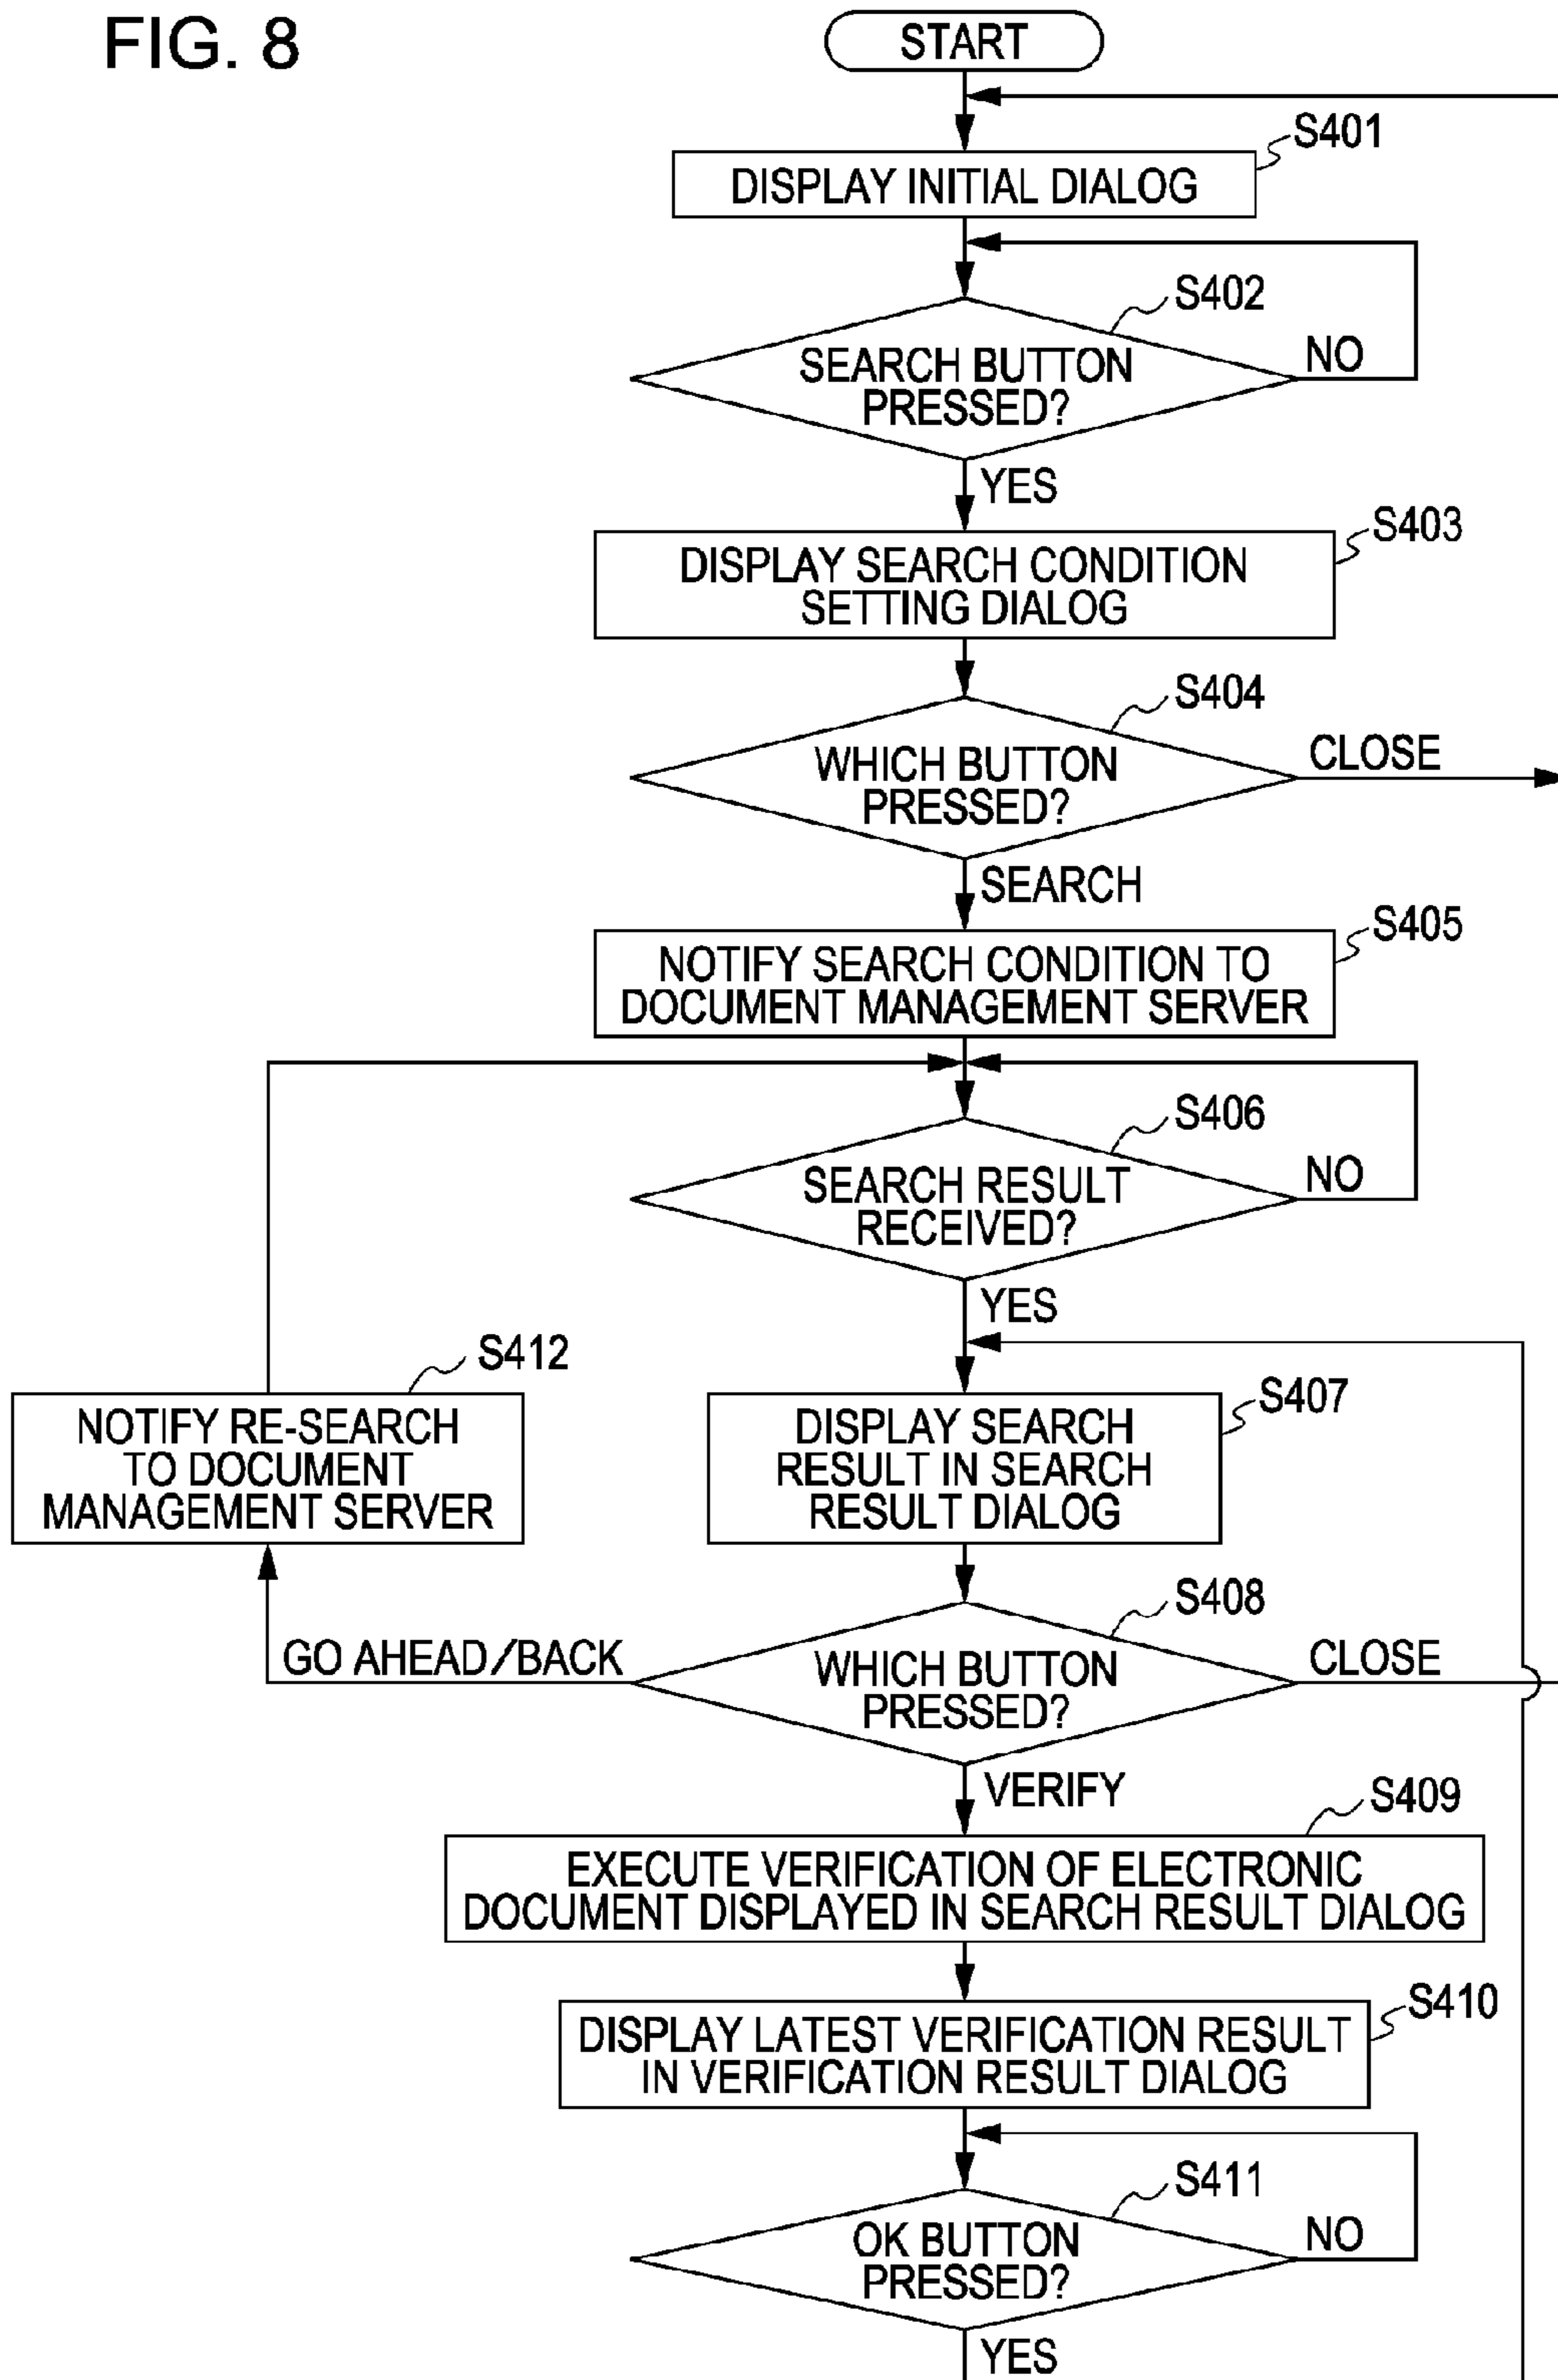 FIG. 8
START
S401
DISPLAY INITIAL DIALOG
S402
SEARCH BUTTON
PRESSED?
NO
YES
S403
DISPLAY SEARCH CONDITION
SETTING DIALOG
S404
WHICH BUTTON
PRESSED?
CLOSE
SEARCH
S405
NOTIFY SEARCH CONDITION TO
DOCUMENT MANAGEMENT SERVER
S406
SEARCH RESULT
RECEIVED?
NO
YES
S412
NOTIFY RE-SEARCH
TO DOCUMENT
MANAGEMENT SERVER
S407
DISPLAY SEARCH
RESULT IN SEARCH
RESULT DIALOG
S408
GO AHEAD/BACK
WHICH BUTTON
PRESSED?
CLOSE
VERIFY
S409
EXECUTE VERIFICATION OF ELECTRONIC
DOCUMENT DISPLAYED IN SEARCH RESULT DIALOG
S410
DISPLAY LATEST VERIFICATION RESULT
IN VERIFICATION RESULT DIALOG
S411
OK BUTTON
PRESSED?
NO
YES